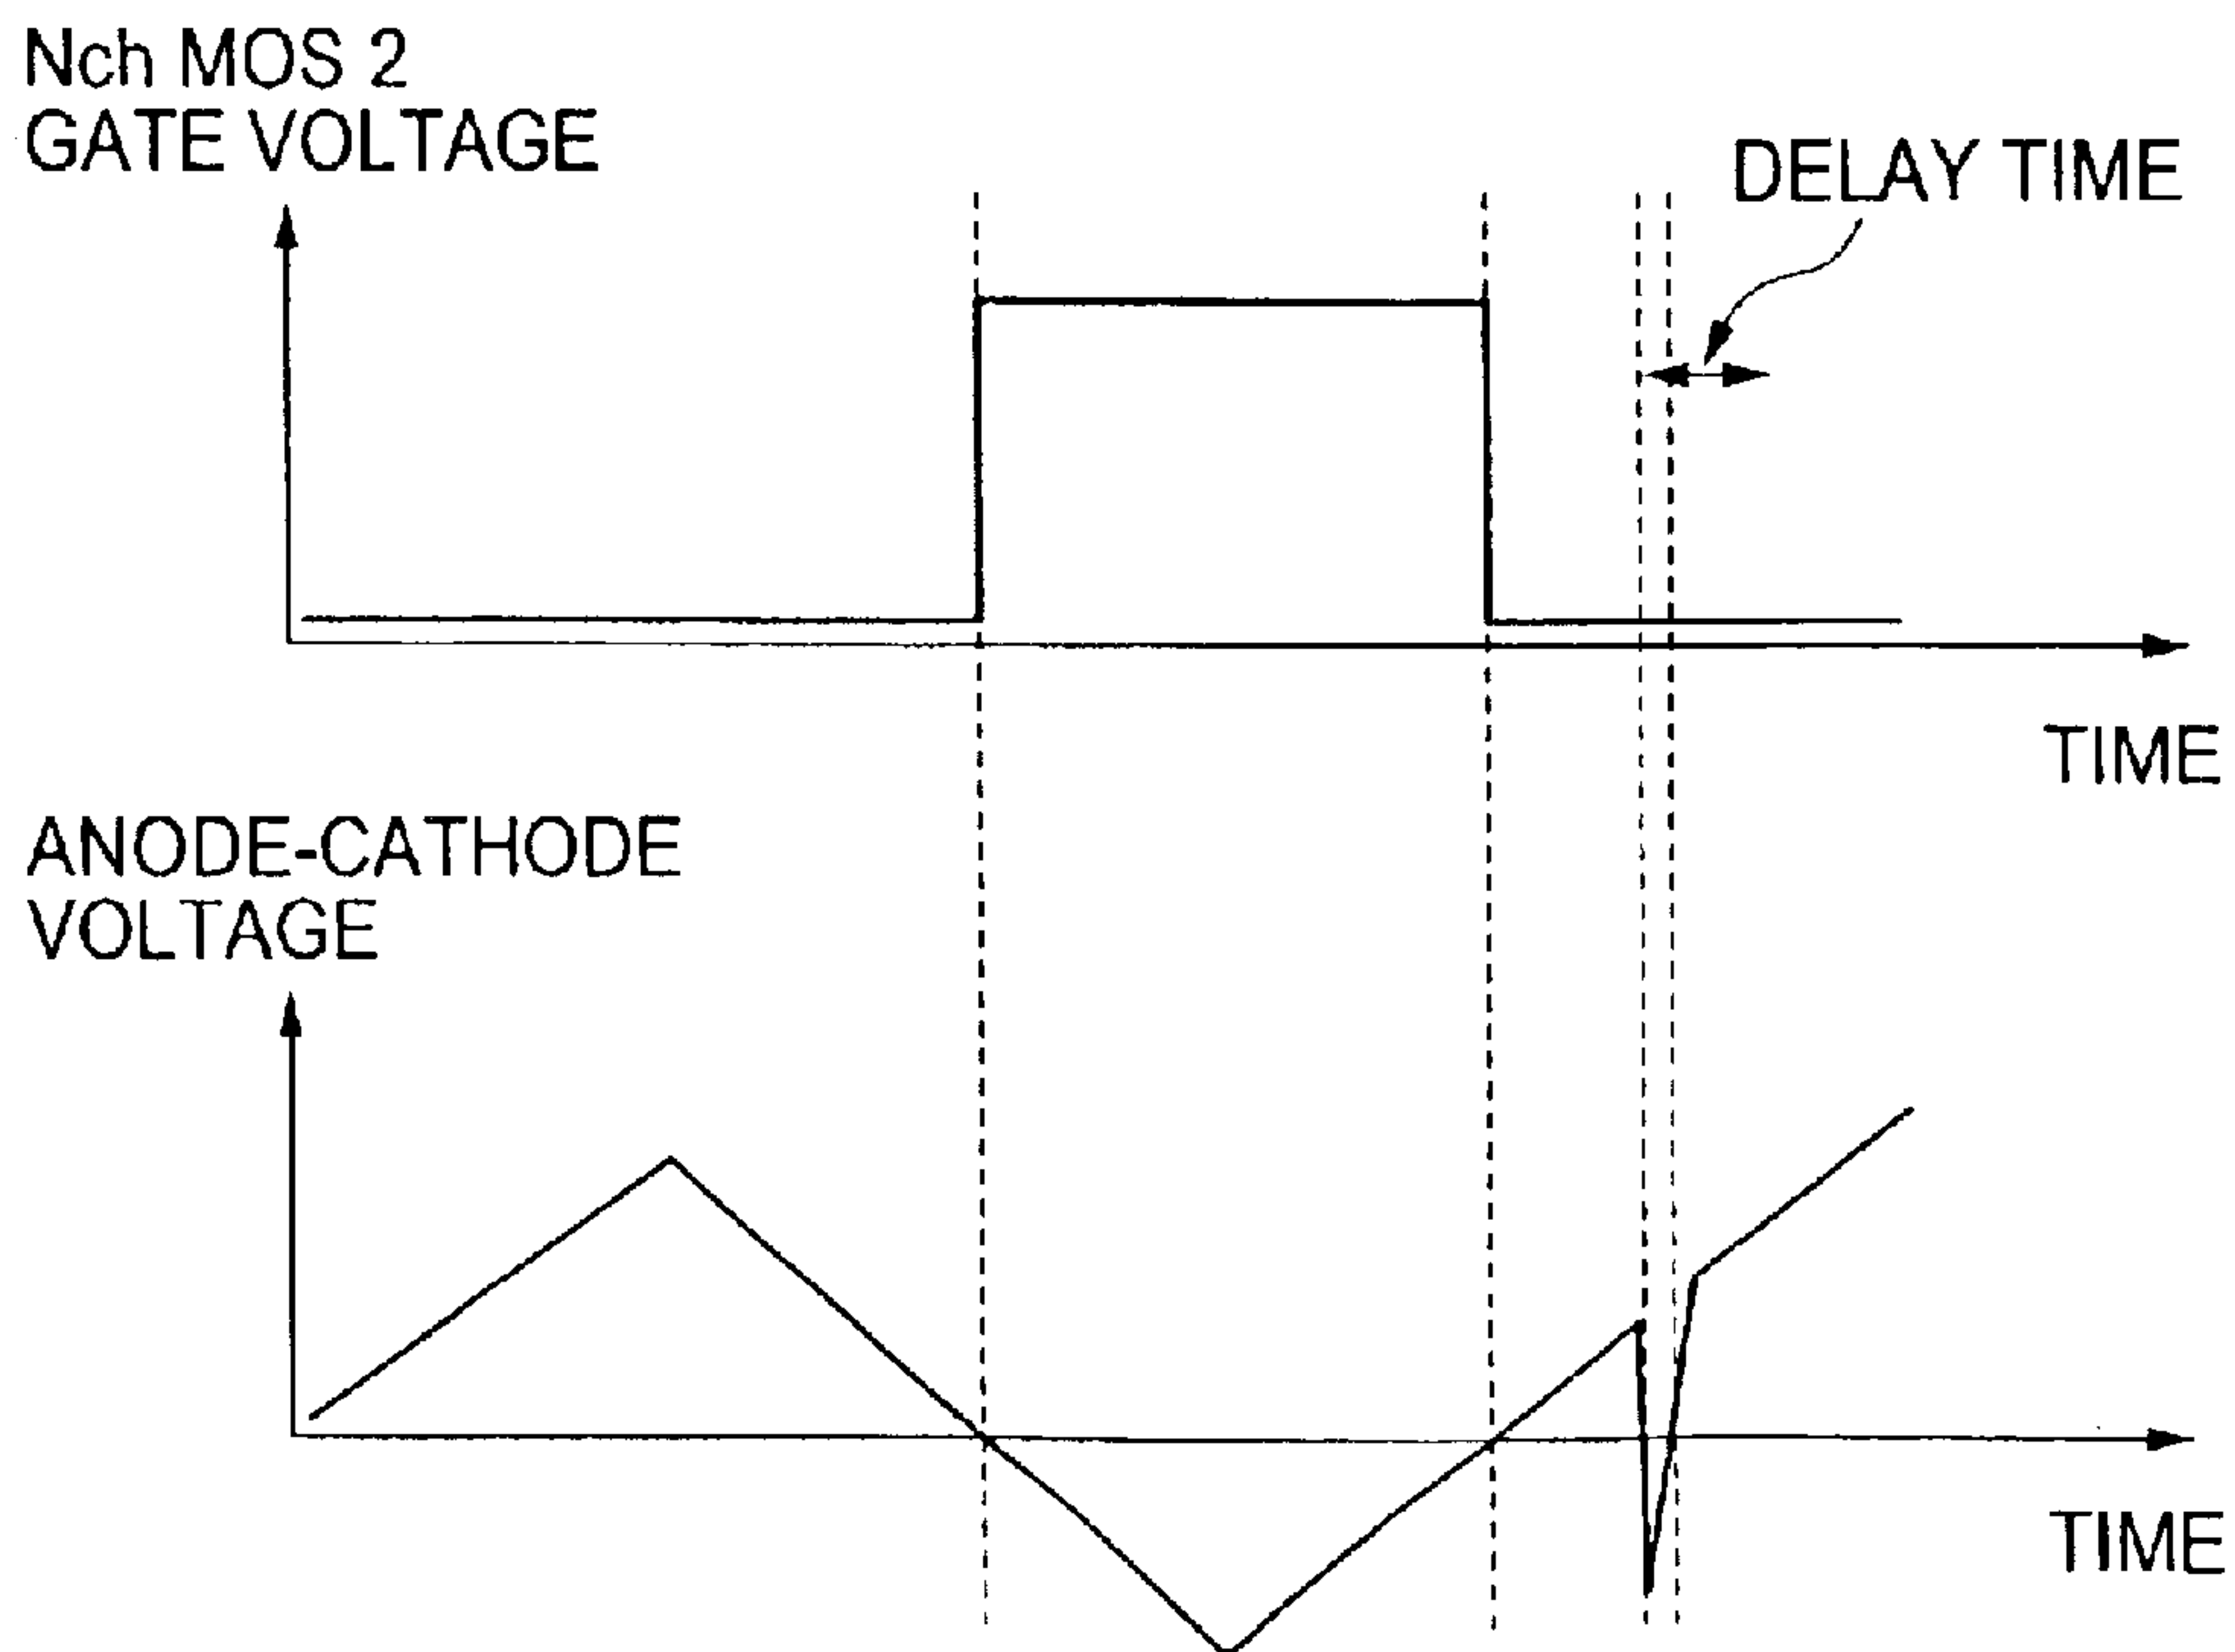 Nch MOS 2
GATE VOLTAGE
DELAY TIME
TIME
ANODE-CATHODE
VOLTAGE
TIME